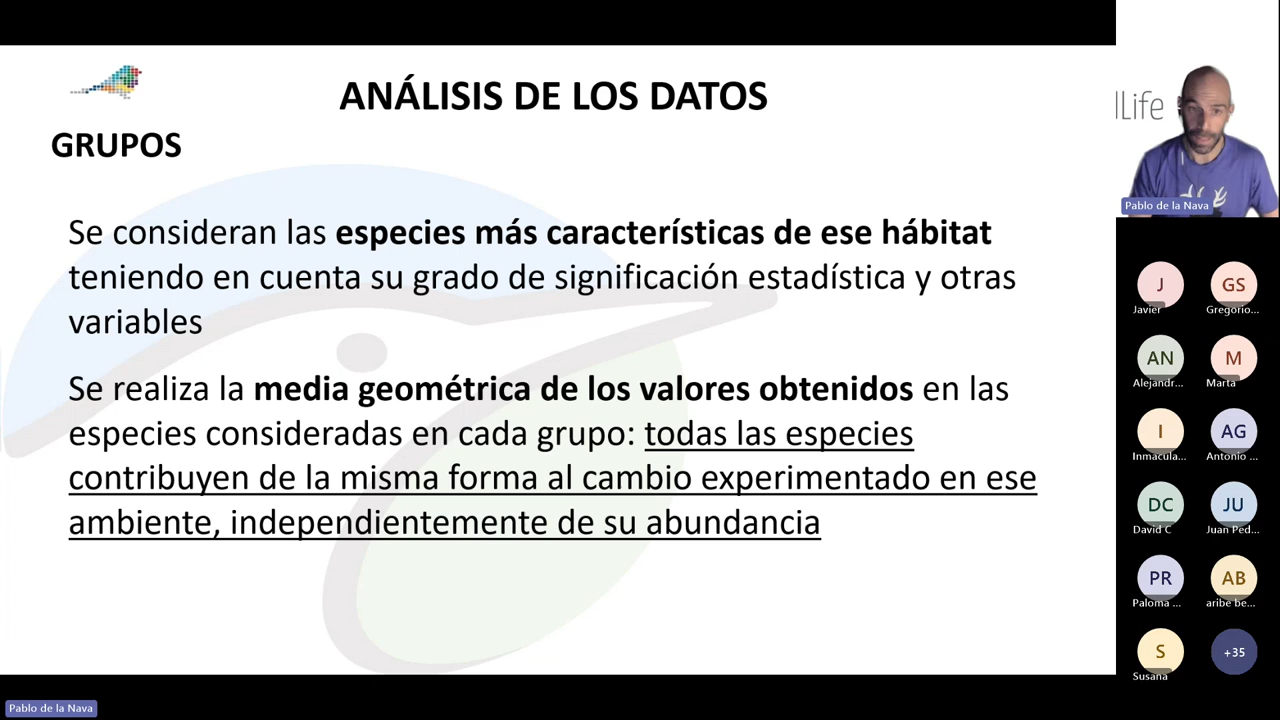 ANÁLISIS DE LOS DATOS
GRUPOS
Se consideran las especies más características de ese hábitat
teniendo en cuenta su grado de significación estadística y otras
variables
Se realiza la media geométrica de los valores obtenidos en las
especies consideradas en cada grupo: todas las especies
contribuyen de la misma forma al cambio experimentado en ese
ambiente, independientemente de su abundancia
lLife
Pablo de la Nava
J
Javier
GS
Gregorio...
AN
Alejandr...
M
Marta
I
Inmacula...
AG
Antonio ...
DC
David C
JU
Juan Ped...
PR
Paloma ...
AB
aribe be...
S
Susana
+35
Pablo de la Nava